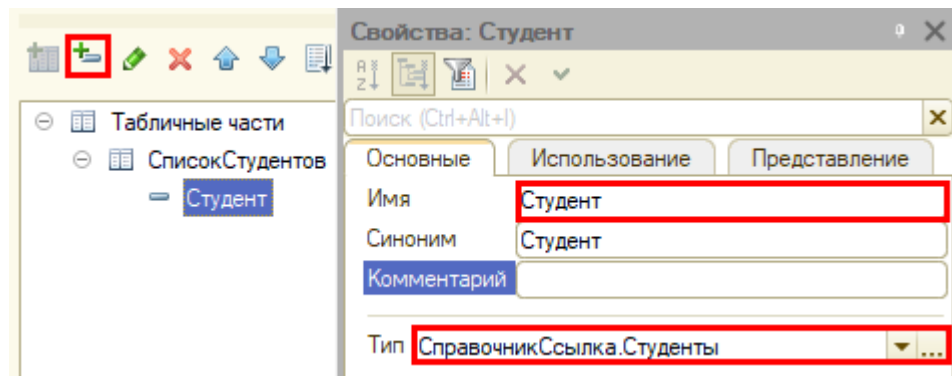 Табличные части
СписокСтудентов
Студент
Свойства: Студент
Поиск (Ctrl+Alt+I)
Основные Использование Представление
Имя Студент
Синоним Студент
Комментарий
Тип СправочникСсылка.Студенты